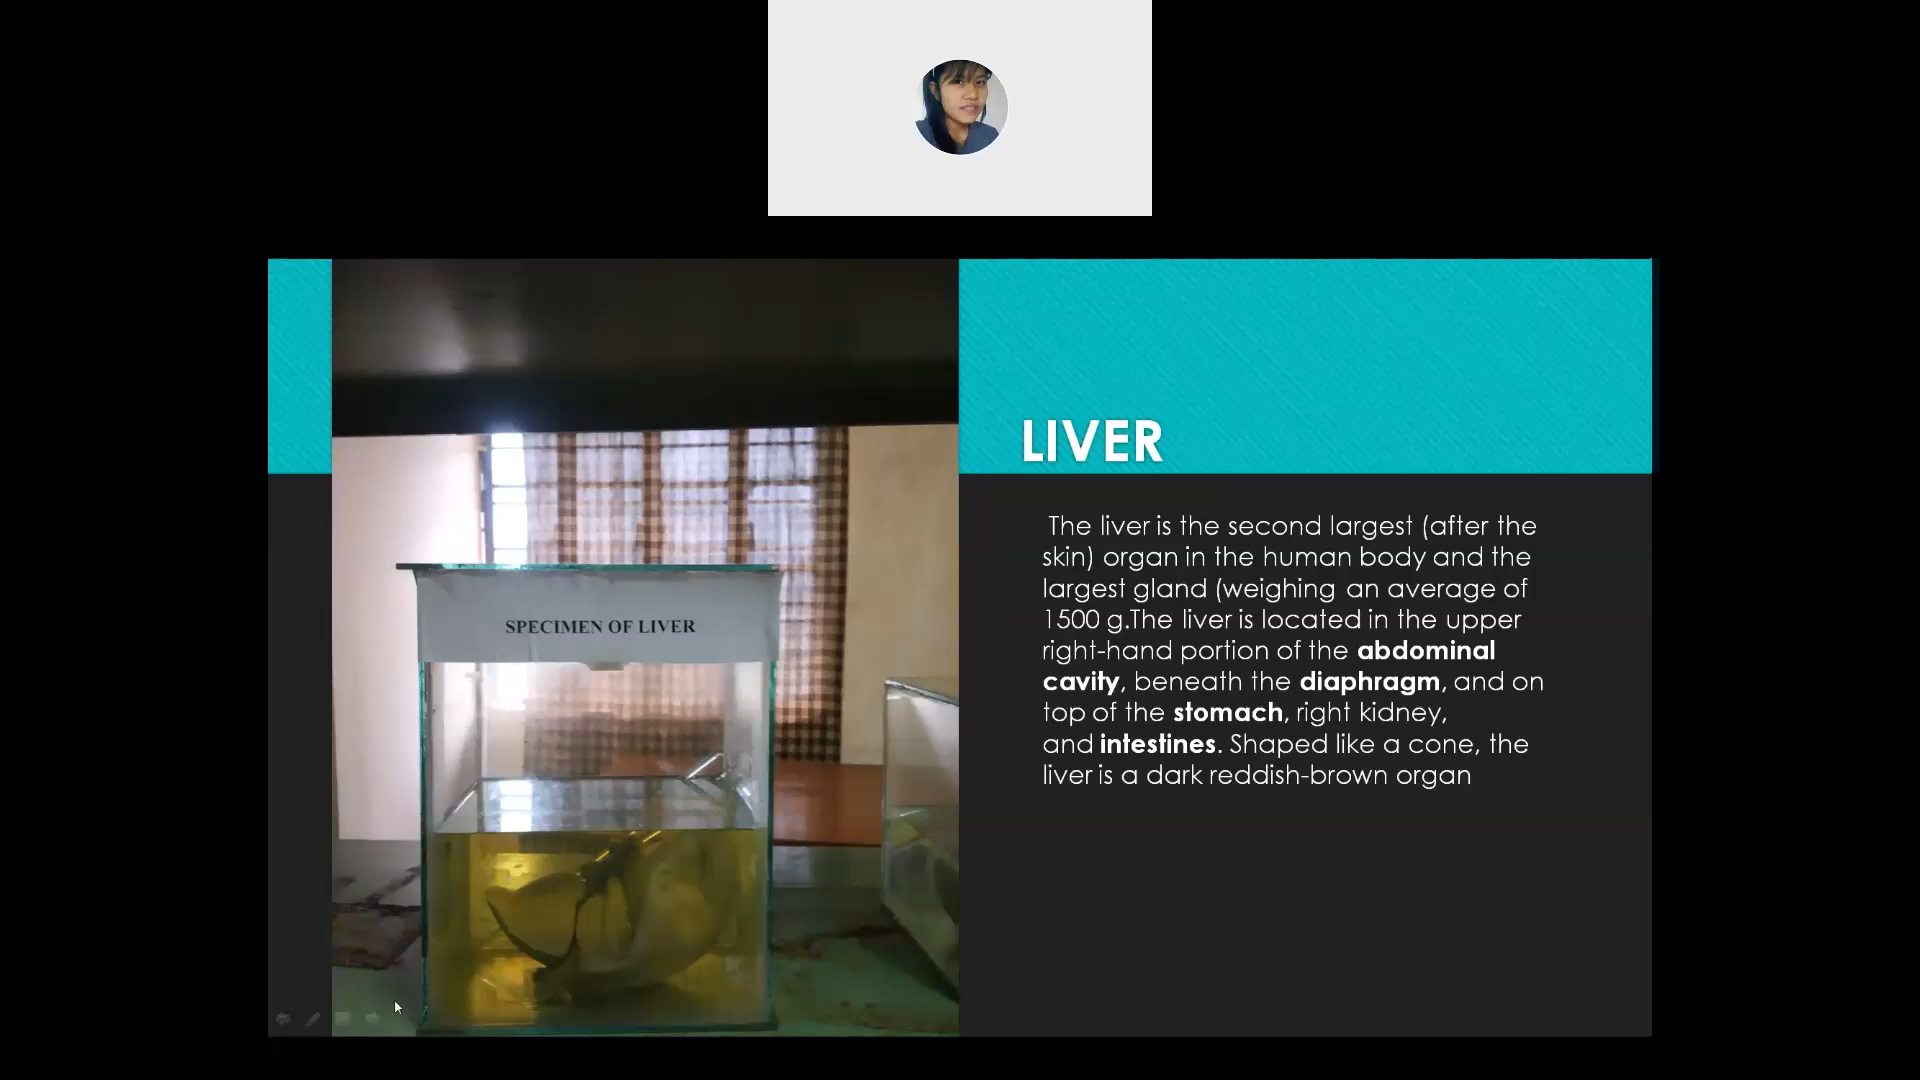 SPECIMEN OF LIVER
LIVER
The liver is the second largest (after the
skin) organ in the human body and the
largest gland (weighing an average of
1500 g.The liver is located in the upper
right-hand portion of the abdominal
cavity, beneath the diaphragm, and on
top of the stomach, right kidney,
and intestines. Shaped like a cone, the
liver is a dark reddish-brown organ